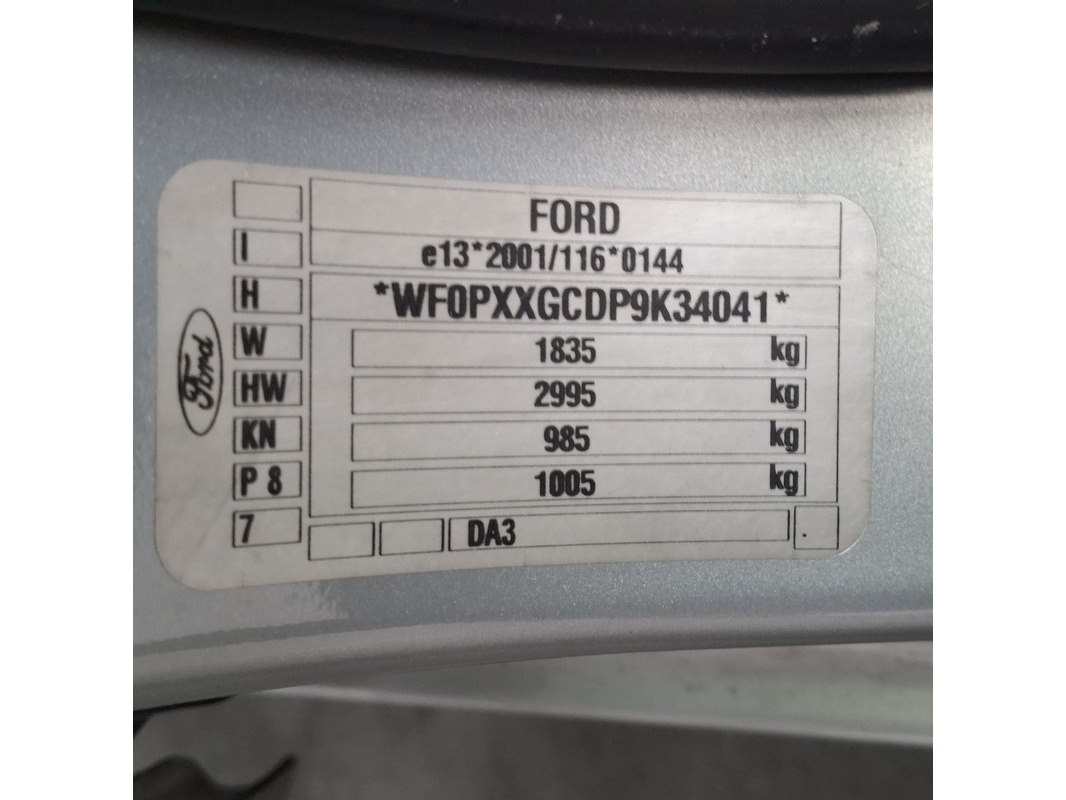 FORD
I e13*2001/116*0144
H *WF0PXXGCDP9K34041*
W 1835 kg
HW 2995 kg
KN 985 kg
P 8 1005 kg
7 DA3 .
Ford